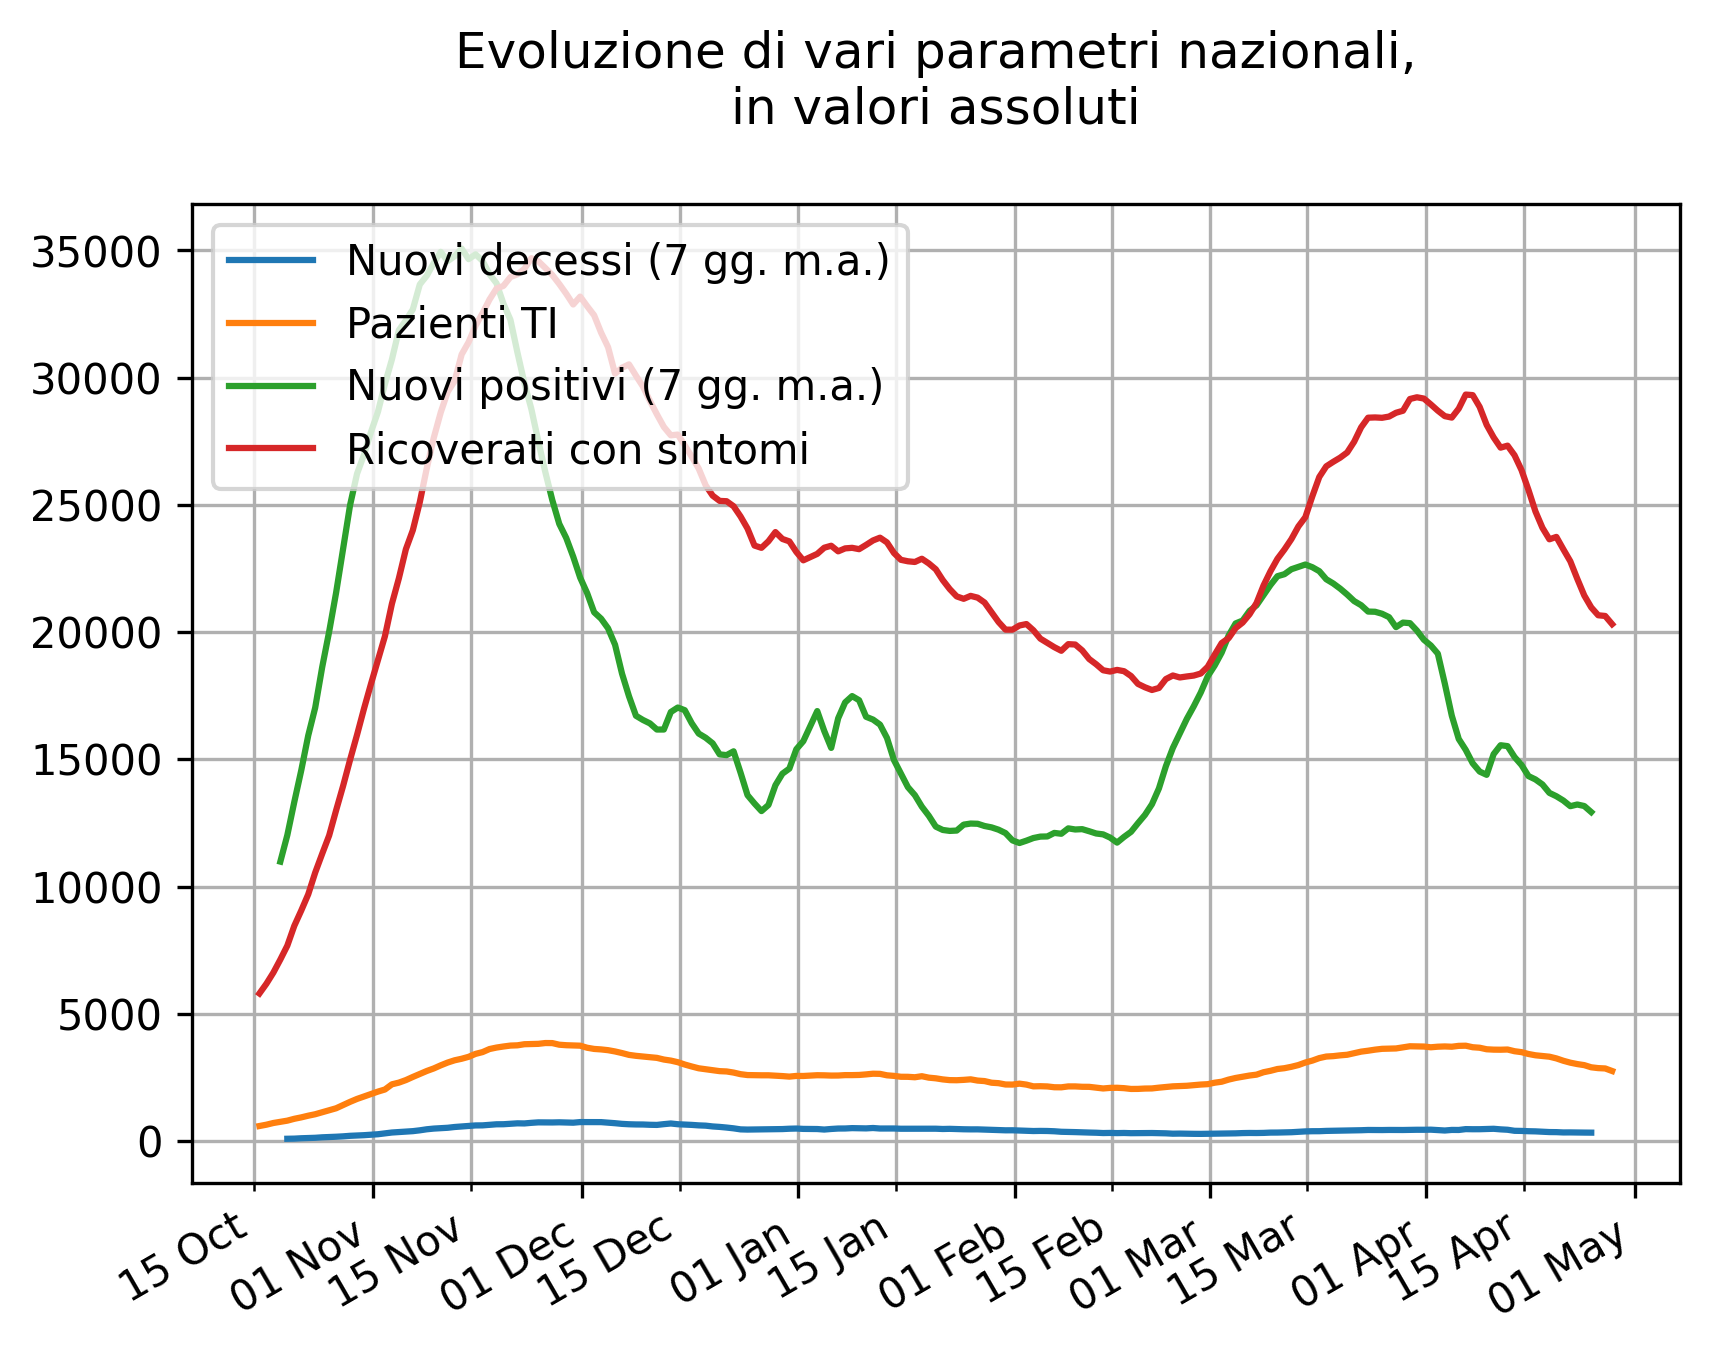 Evoluzione di vari parametri nazionali,
in valori assoluti
35000
30000
25000
20000
15000
10000
5000
0
Nuovi decessi (7 gg. m.a.)
Pazienti TI
Nuovi positivi (7 gg. m.a.)
Ricoverati con sintomi
15 Oct
01 Nov
15 Nov
01 Dec
15 Dec
01 Jan
15 Jan
01 Feb
15 Feb
01 Mar
15 Mar
01 Apr
15 Apr
01 May